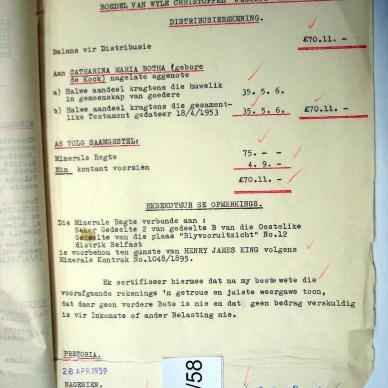 BOEDEL VAN WYLE CHRISTOFFEL
DISTRIBUSIEREKENING.
Balans vir Distribusie
£70.11. -
Aan CATHARINA MARIA BOTHA (gebore
de Kock) nagelate eggenote
a) Halwe aandeel kragtens die huwelik
in gemeenskap van goedere 35. 5. 6.
b) Halwe aandeel kragtens die gesament-
like Testament gedateer 18/4/1953 35. 5. 6. £70.11. -
AS VOLG SAAMGESTEL:
Minerale Regte 75. - -
Min kontant voorsien 4. 9. -
£70.11. -
EKSEKUTEUR SE OPMERKINGS.
Die Minerale Regte verbonde aan :
Seker Gedeelte 2 van gedeelte B van die Oostelike
Gedeelte van die plaas "Blyvooruitsicht" No.12
distrik Belfast
is voorbehou ten gunste van HENRY JAMES KING volgens
Minerale Kontrak No.1048/1895.
Ek sertifiseer hiermee dat na my beste wete die
voorafgaande rekenings 'n getroue en juiste weergawe toon,
dat daar geen verdere Bate is nie en dat geen bedrag verskuldig
is vir Inkomste of ander Belasting nie.
PRETORIA.
28 APR 1959
NAGESIEN.
/58